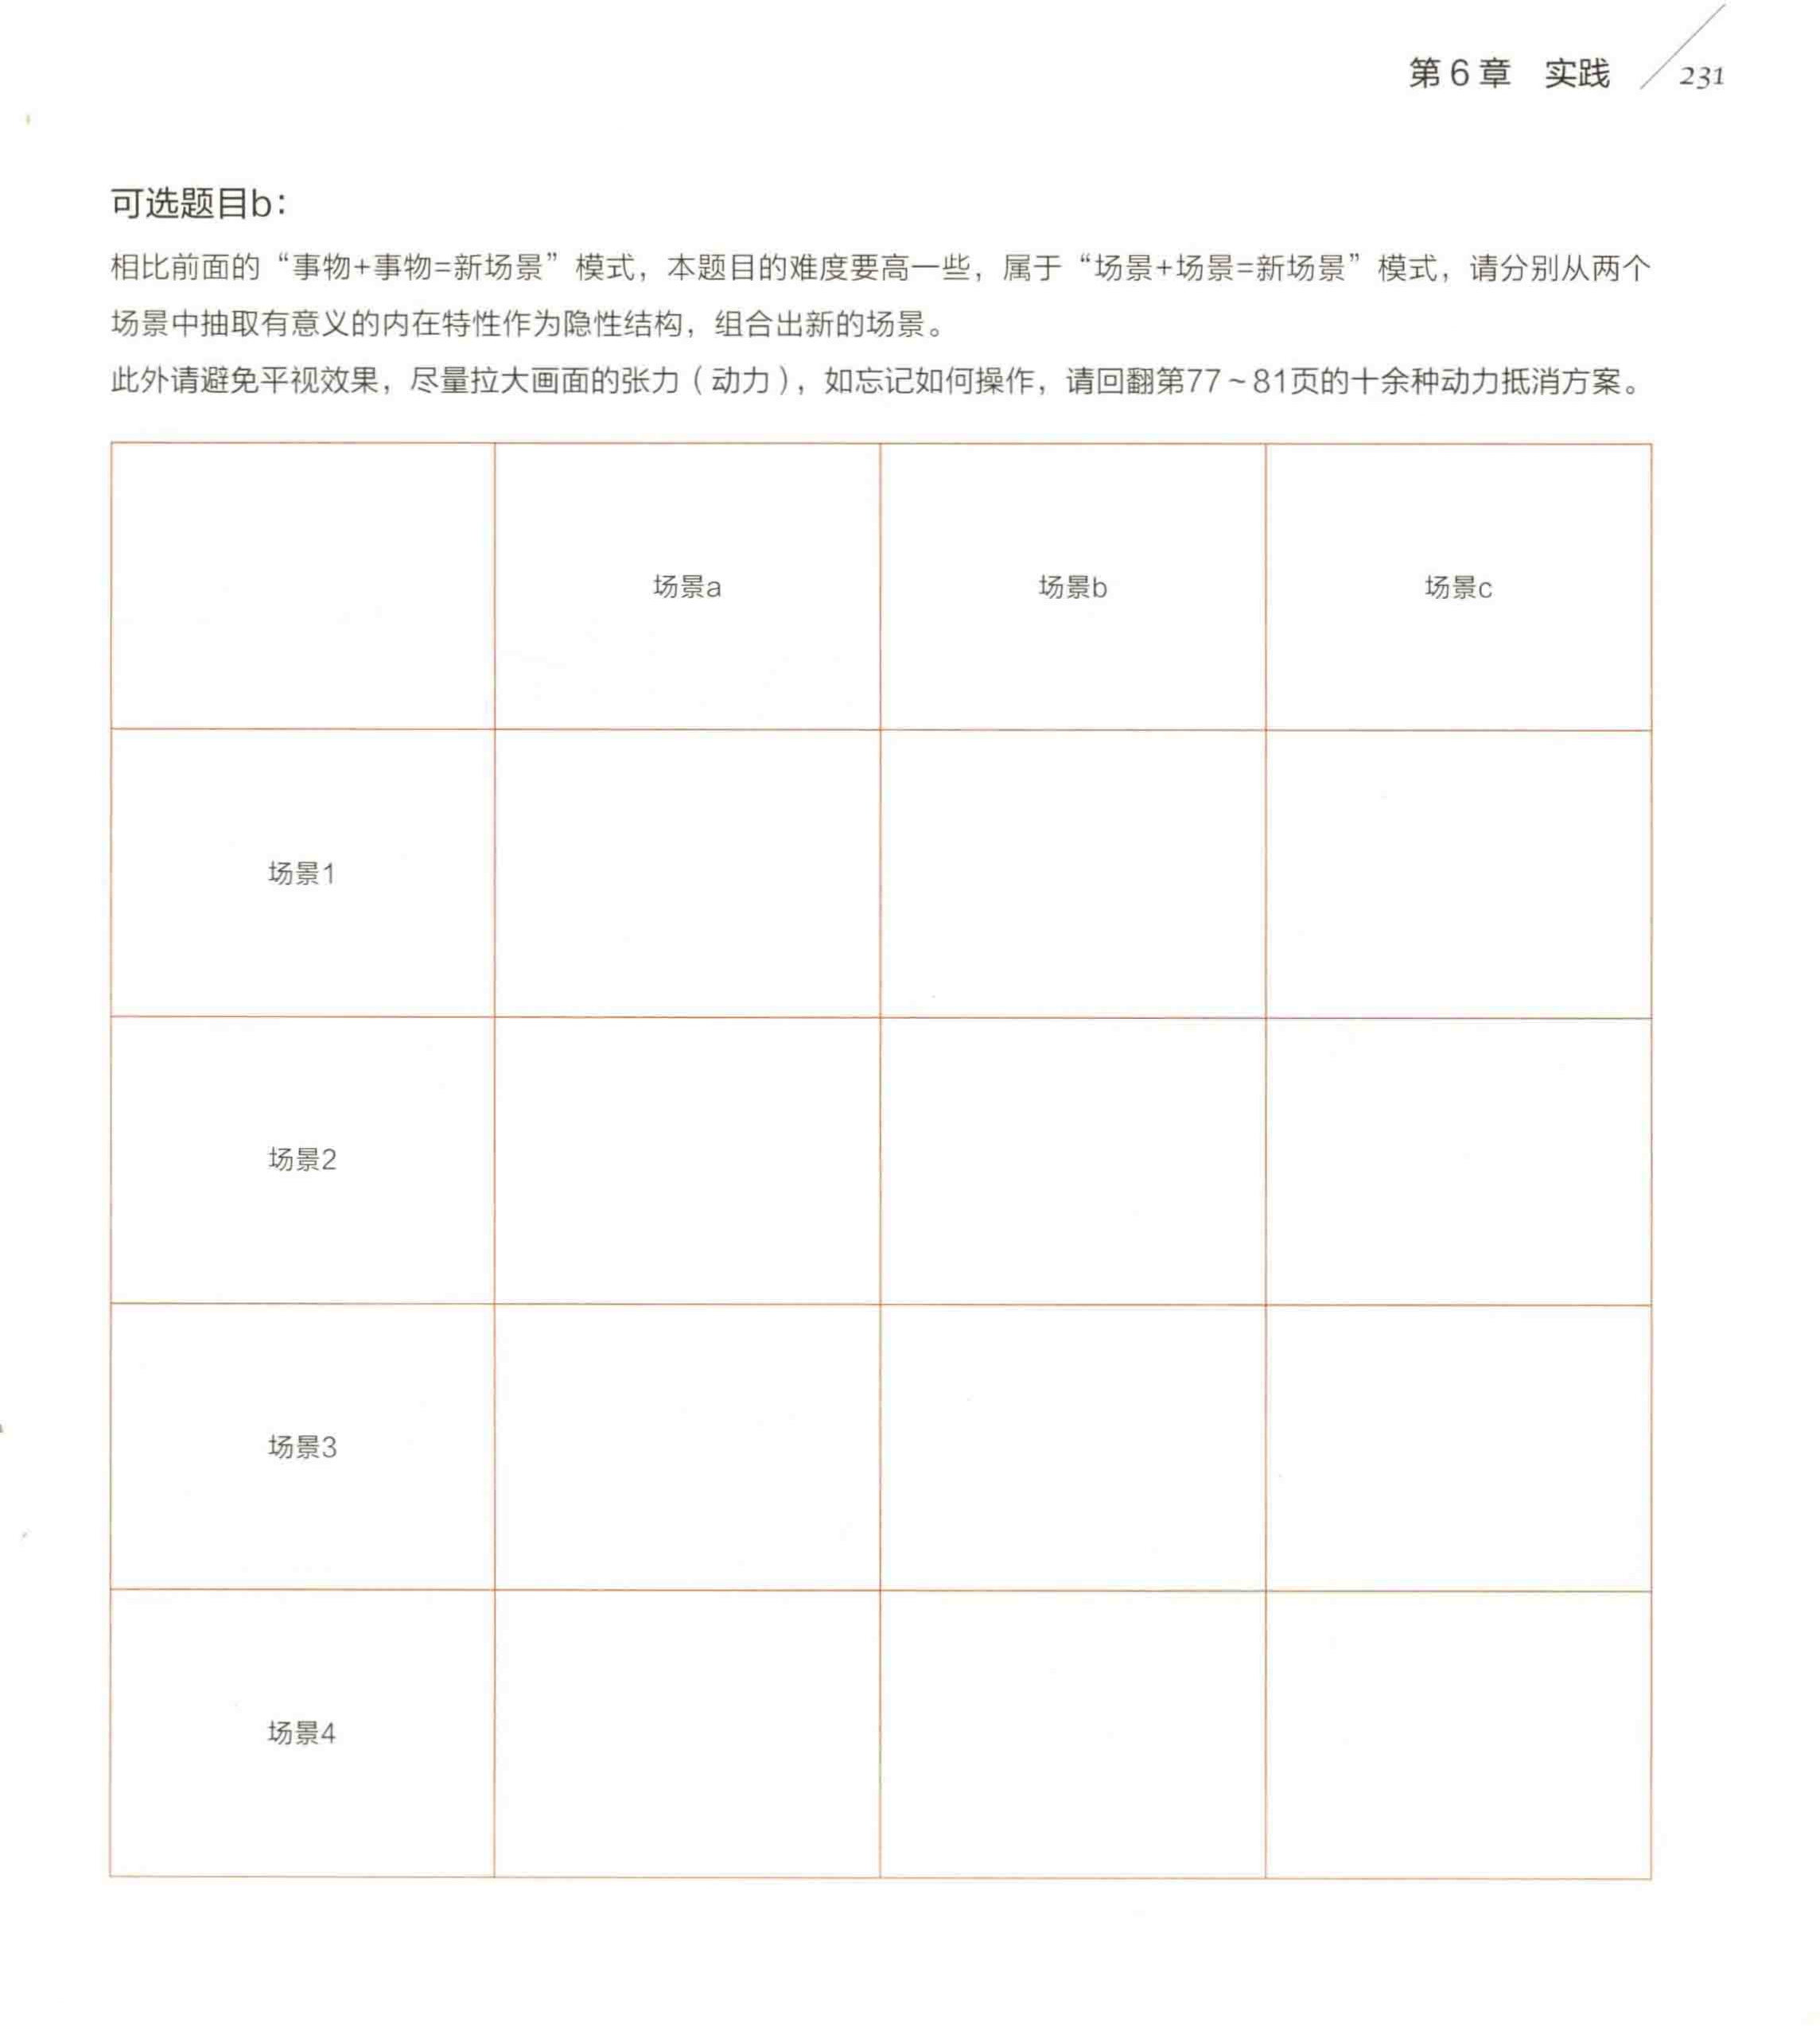 第6章 实践 231
可选题目b：
相比前面的“事物+事物=新场景”模式，本题目的难度要高一些，属于“场景+场景=新场景”模式，请分别从两个
场景中抽取有意义的内在特性作为隐性结构，组合出新的场景。
此外请避免平视效果，尽量拉大画面的张力（动力），如忘记如何操作，请回翻第77～81页的十余种动力抵消方案。
场景a 场景b 场景c
场景1
场景2
场景3
场景4